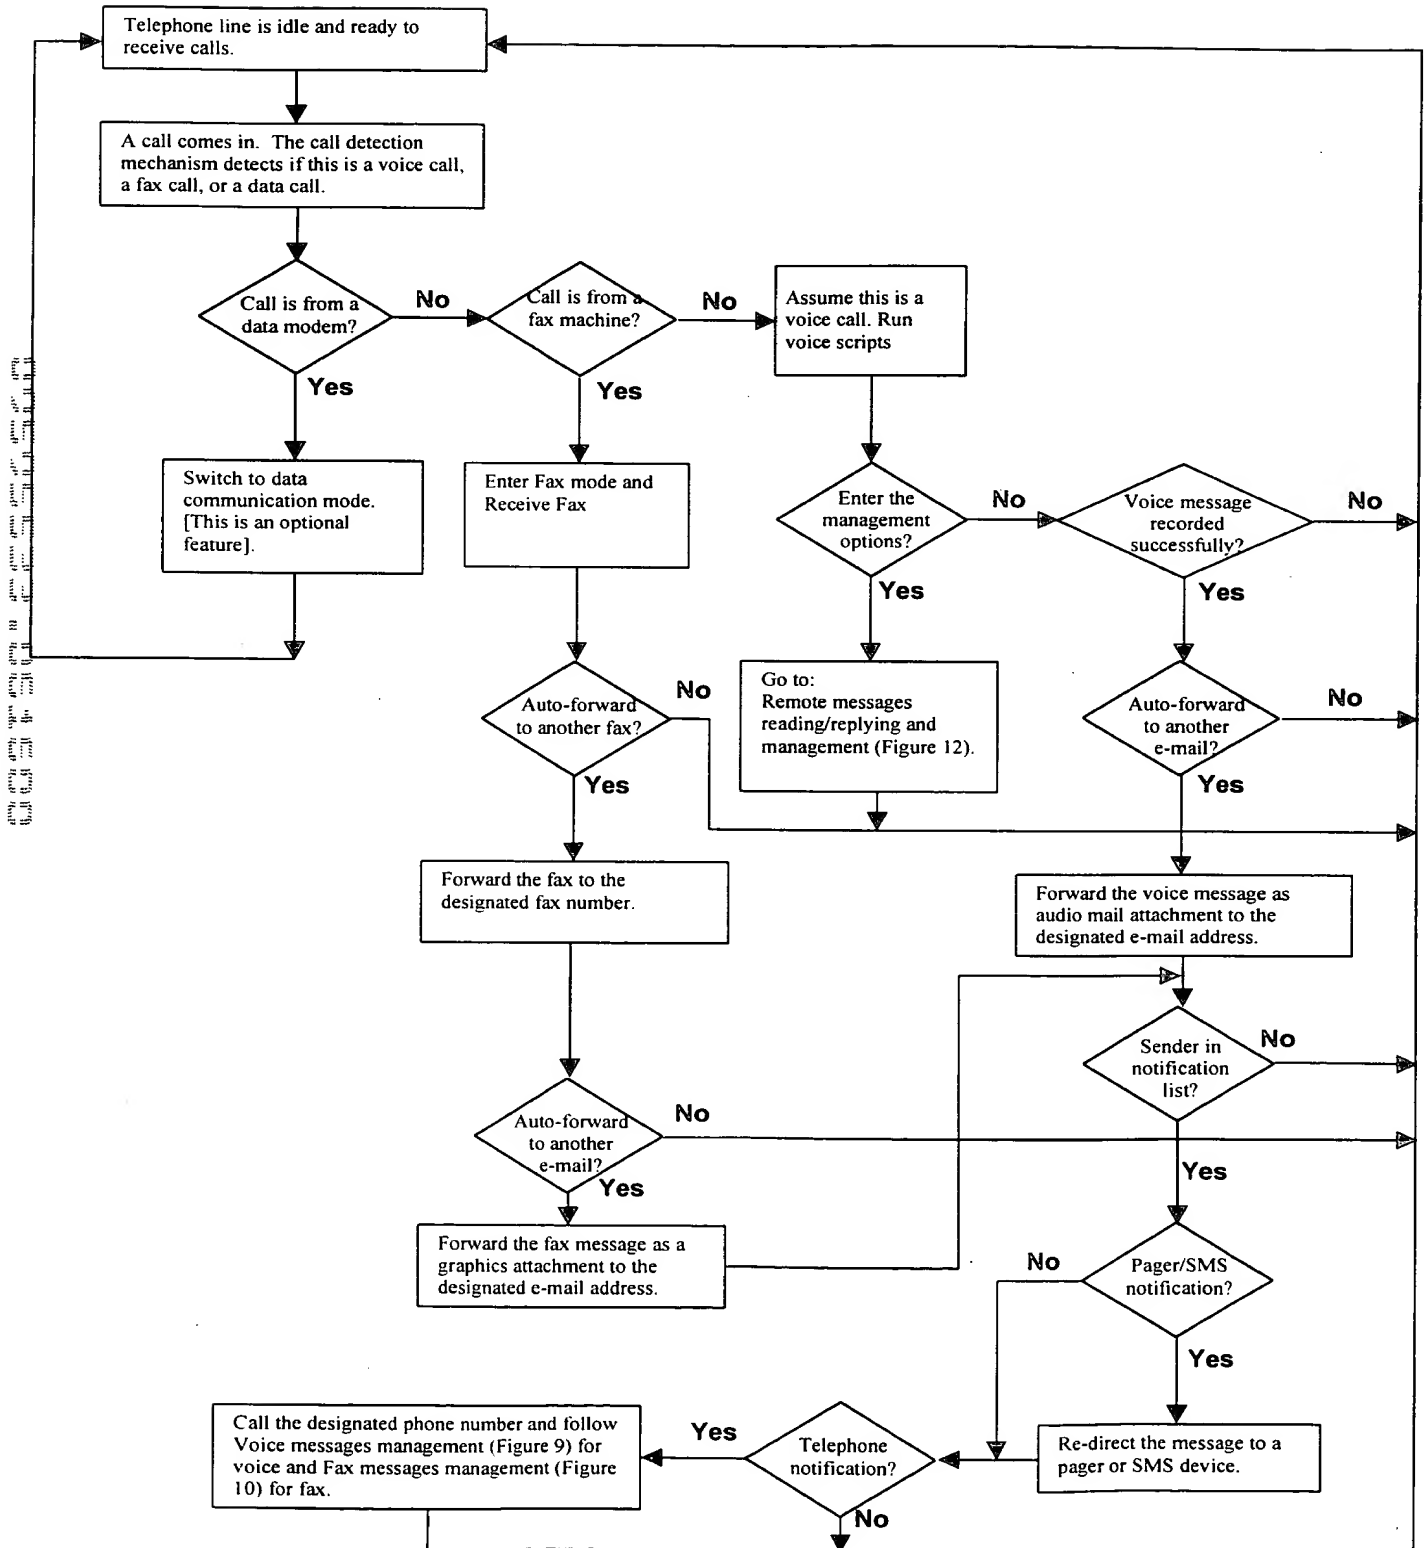 Telephone line is idle and ready to
receive calls.
A call comes in. The call detection
mechanism detects if this is a voice call,
a fax call, or a data call.
Call is from a
data modem?
No
Call is from a
fax machine?
No
Assume this is a
voice call. Run
voice scripts
Yes
Yes
Switch to data
communication mode.
[This is an optional
feature].
Enter Fax mode and
Receive Fax
Enter the
management
options?
No
Voice message
recorded
successfully?
No
Yes
Yes
Auto-forward
to another fax?
No
Go to:
Remote messages
reading/replying and
management (Figure 12).
Auto-forward
to another
e-mail?
No
Yes
Yes
Forward the fax to the
designated fax number.
Forward the voice message as
audio mail attachment to the
designated e-mail address.
Sender in
notification
list?
No
Auto-forward
to another
e-mail?
No
Yes
Yes
Forward the fax message as a
graphics attachment to the
designated e-mail address.
No
Pager/SMS
notification?
Yes
Call the designated phone number and follow
Voice messages management (Figure 9) for
voice and Fax messages management (Figure
10) for fax.
Yes
Telephone
notification?
Re-direct the message to a
pager or SMS device.
No